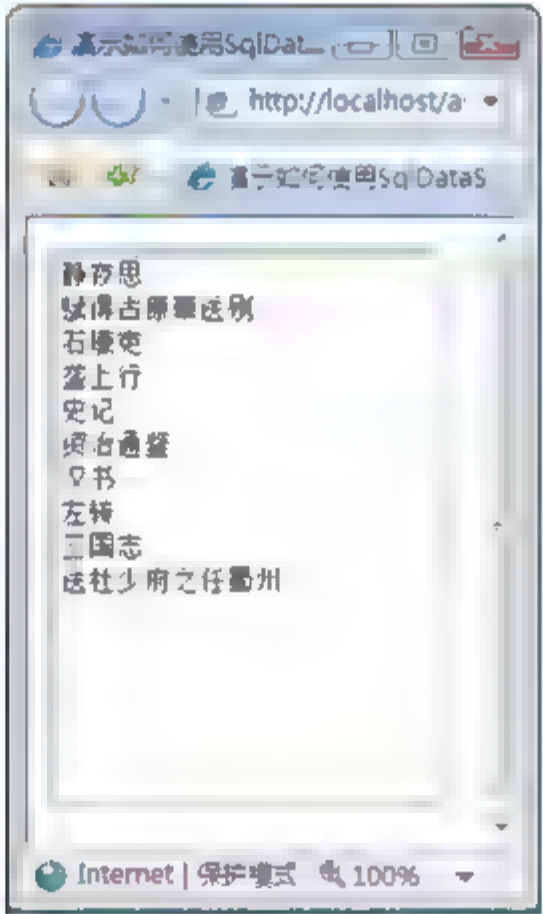 演示如何使用SqlDat...
http://localhost/a
演示如何使用SqlDataS
静夜思
赋得古原草送别
石壕吏
垄上行
史记
资治通鉴
汉书
左转
三国志
送杜少府之任蜀州
Internet | 保护模式 100%